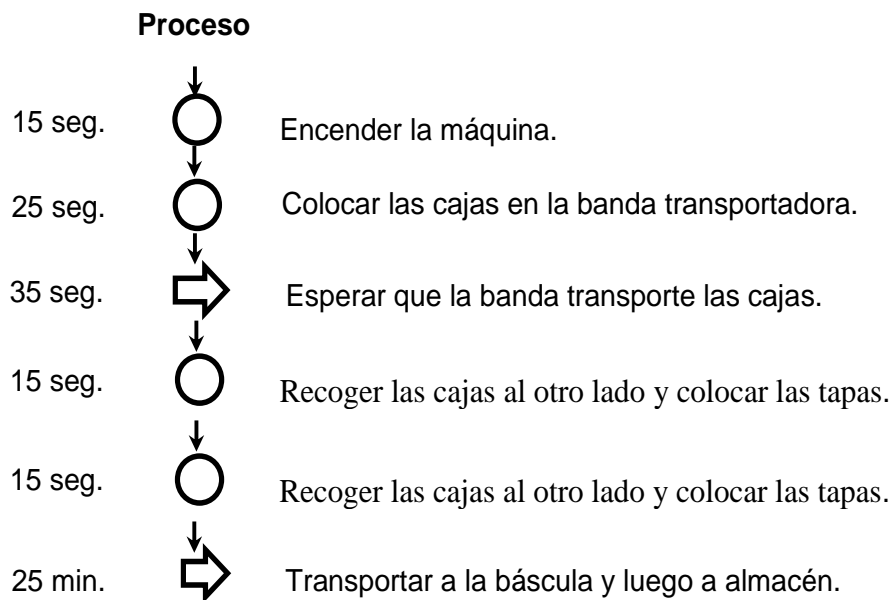 Proceso
15 seg. Encender la máquina.
25 seg. Colocar las cajas en la banda transportadora.
35 seg. Esperar que la banda transporte las cajas.
15 seg. Recoger las cajas al otro lado y colocar las tapas.
15 seg. Recoger las cajas al otro lado y colocar las tapas.
25 min. Transportar a la báscula y luego a almacén.